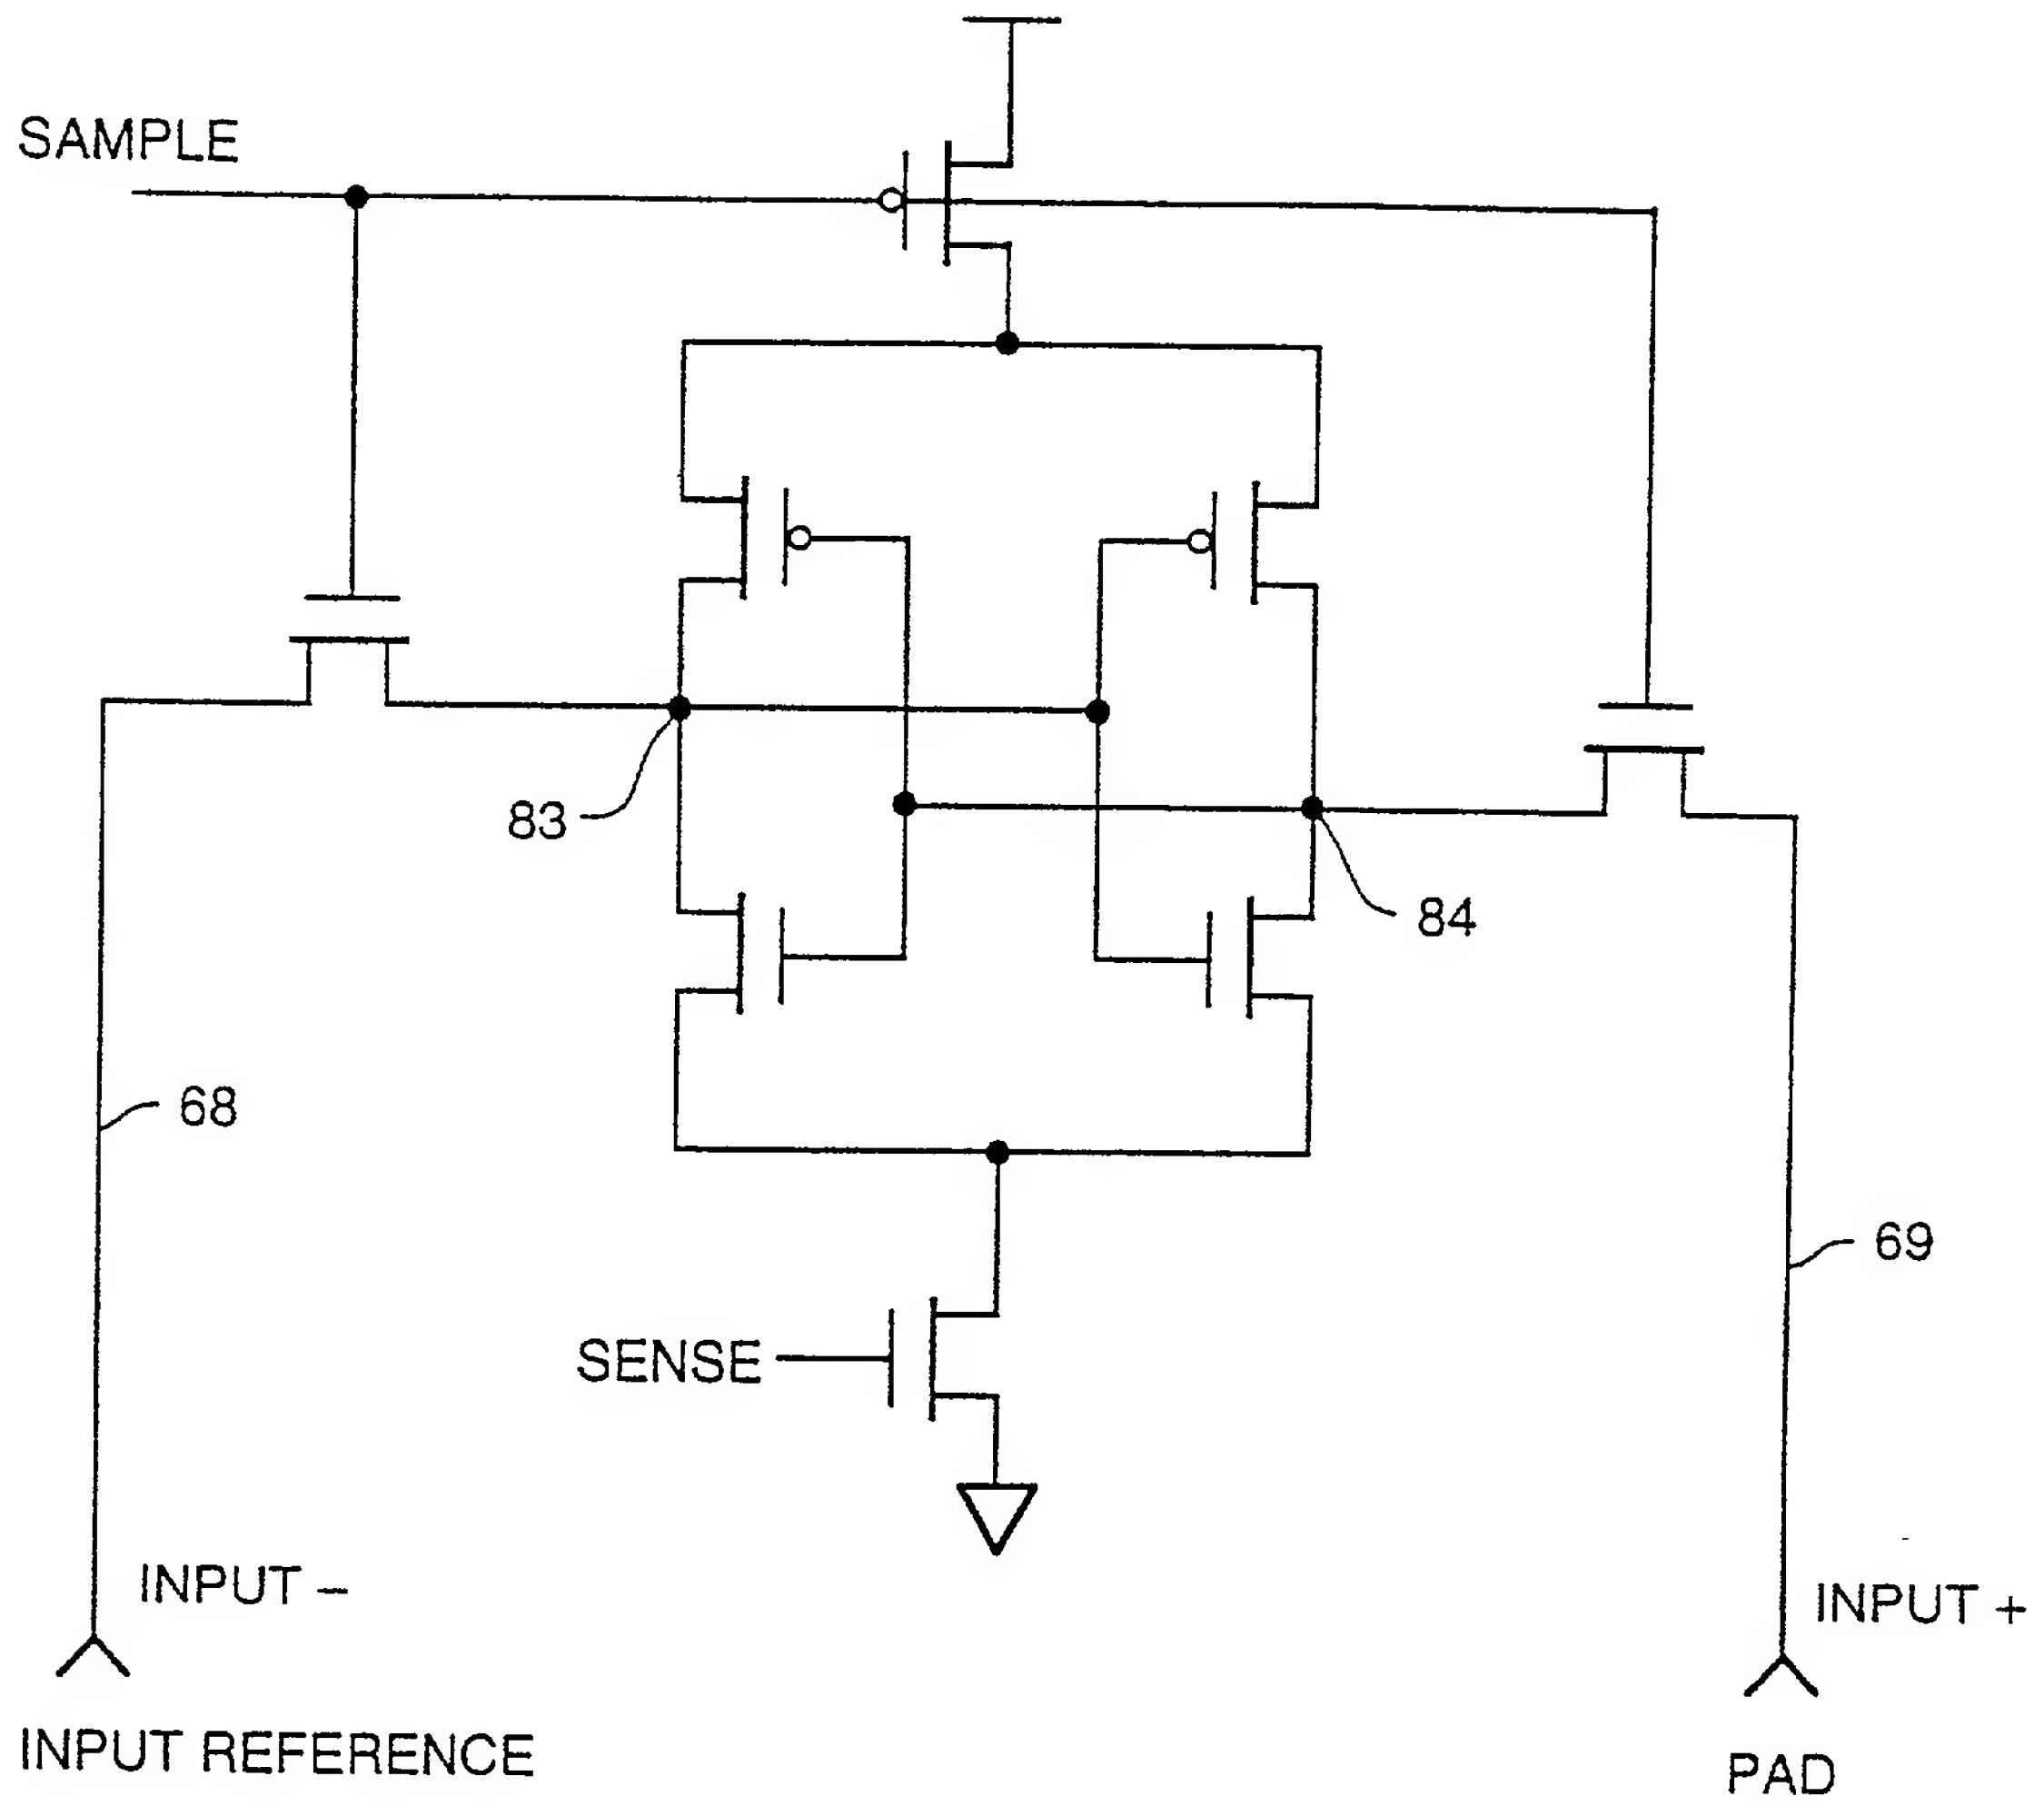 SAMPLE
83
84
68
69
SENSE
INPUT –
INPUT +
INPUT REFERENCE
PAD